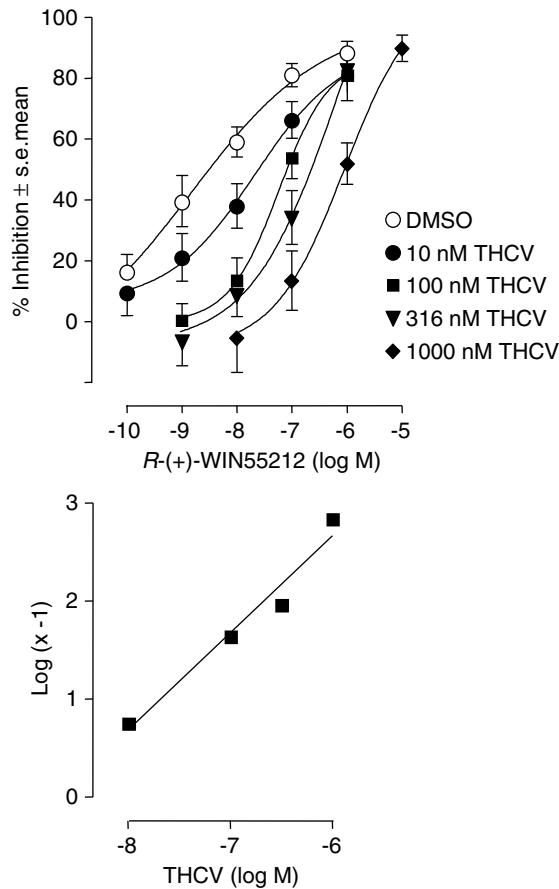 100
80
60
40
20
0
% Inhibition ± s.e.mean
DMSO
10 nM THCV
100 nM THCV
316 nM THCV
1000 nM THCV
-10 -9 -8 -7 -6 -5
R-(+)-WIN55212 (log M)
3
2
1
0
Log (x -1)
-8 -7 -6
THCV (log M)